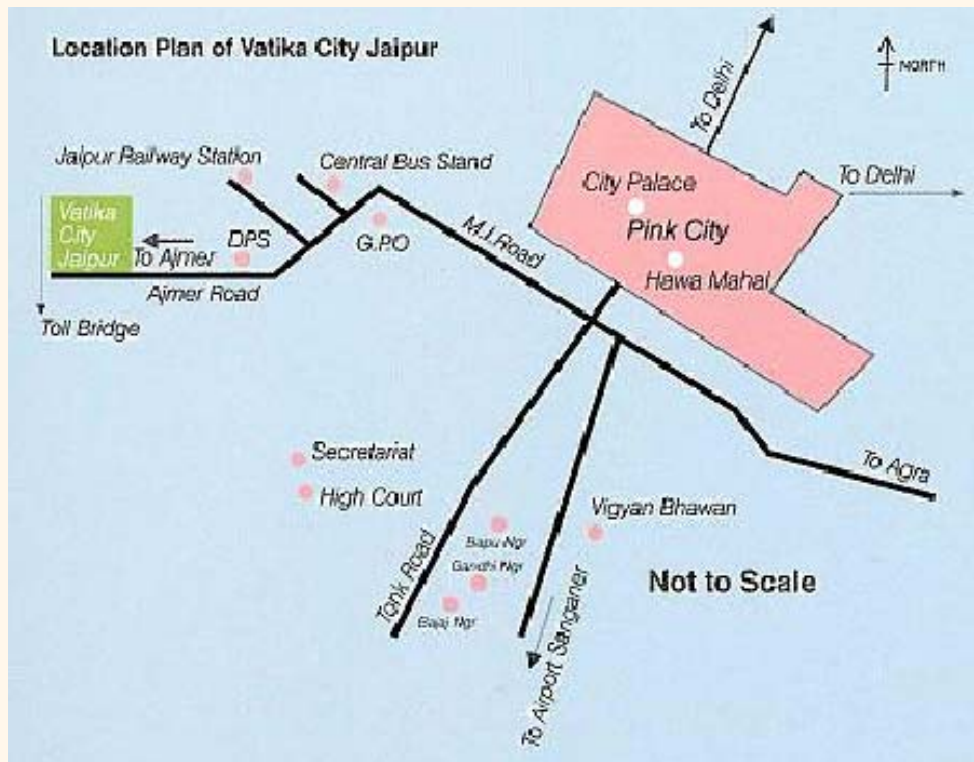 Location Plan of Vatika City Jaipur
NORTH
To Delhi
Jaipur Railway Station
Central Bus Stand
City Palace
To Delhi
Vatika
City
Jaipur
To Ajmer
DPS
G.P.O
M.I. Road
Pink City
Hawa Mahal
Ajmer Road
Toll Bridge
Secretariat
High Court
To Agra
Vigyan Bhawan
Bapu Ngr
Gandhi Ngr
Bajaj Ngr
Tonk Road
Not to Scale
To Airport Sanganer